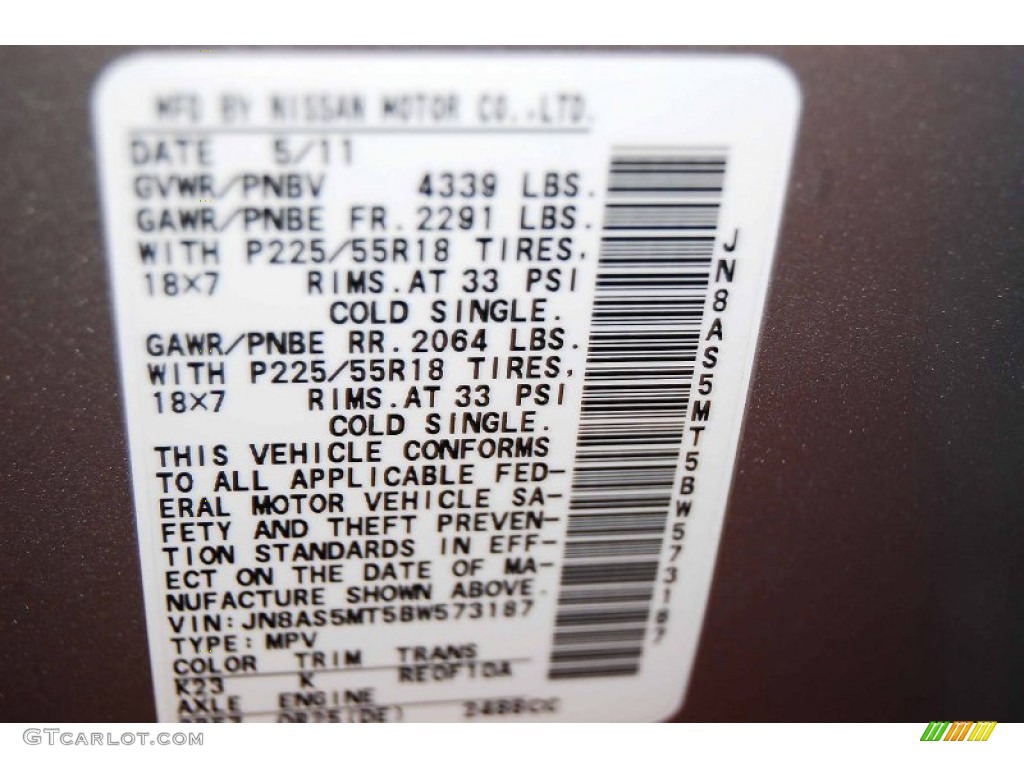 MFD BY NISSAN MOTOR CO.,LTD.
DATE 5/11
GVWR/PNBV 4339 LBS.
GAWR/PNBE FR. 2291 LBS.
WITH P225/55R18 TIRES,
18×7 RIMS. AT 33 PSI
COLD SINGLE.
GAWR/PNBE RR. 2064 LBS.
WITH P225/55R18 TIRES,
18×7 RIMS. AT 33 PSI
COLD SINGLE.
THIS VEHICLE CONFORMS
TO ALL APPLICABLE FED-
ERAL MOTOR VEHICLE SA-
FETY AND THEFT PREVEN-
TION STANDARDS IN EFF-
ECT ON THE DATE OF MA-
NUFACTURE SHOWN ABOVE.
VIN: JN8AS5MT5BW573187
TYPE: MPV
COLOR TRIM TRANS
K23 K RE0F10A
AXLE ENGINE
QR25(DE) 2488CC
JN8AS5MT5BW573187
GTCarLot.com